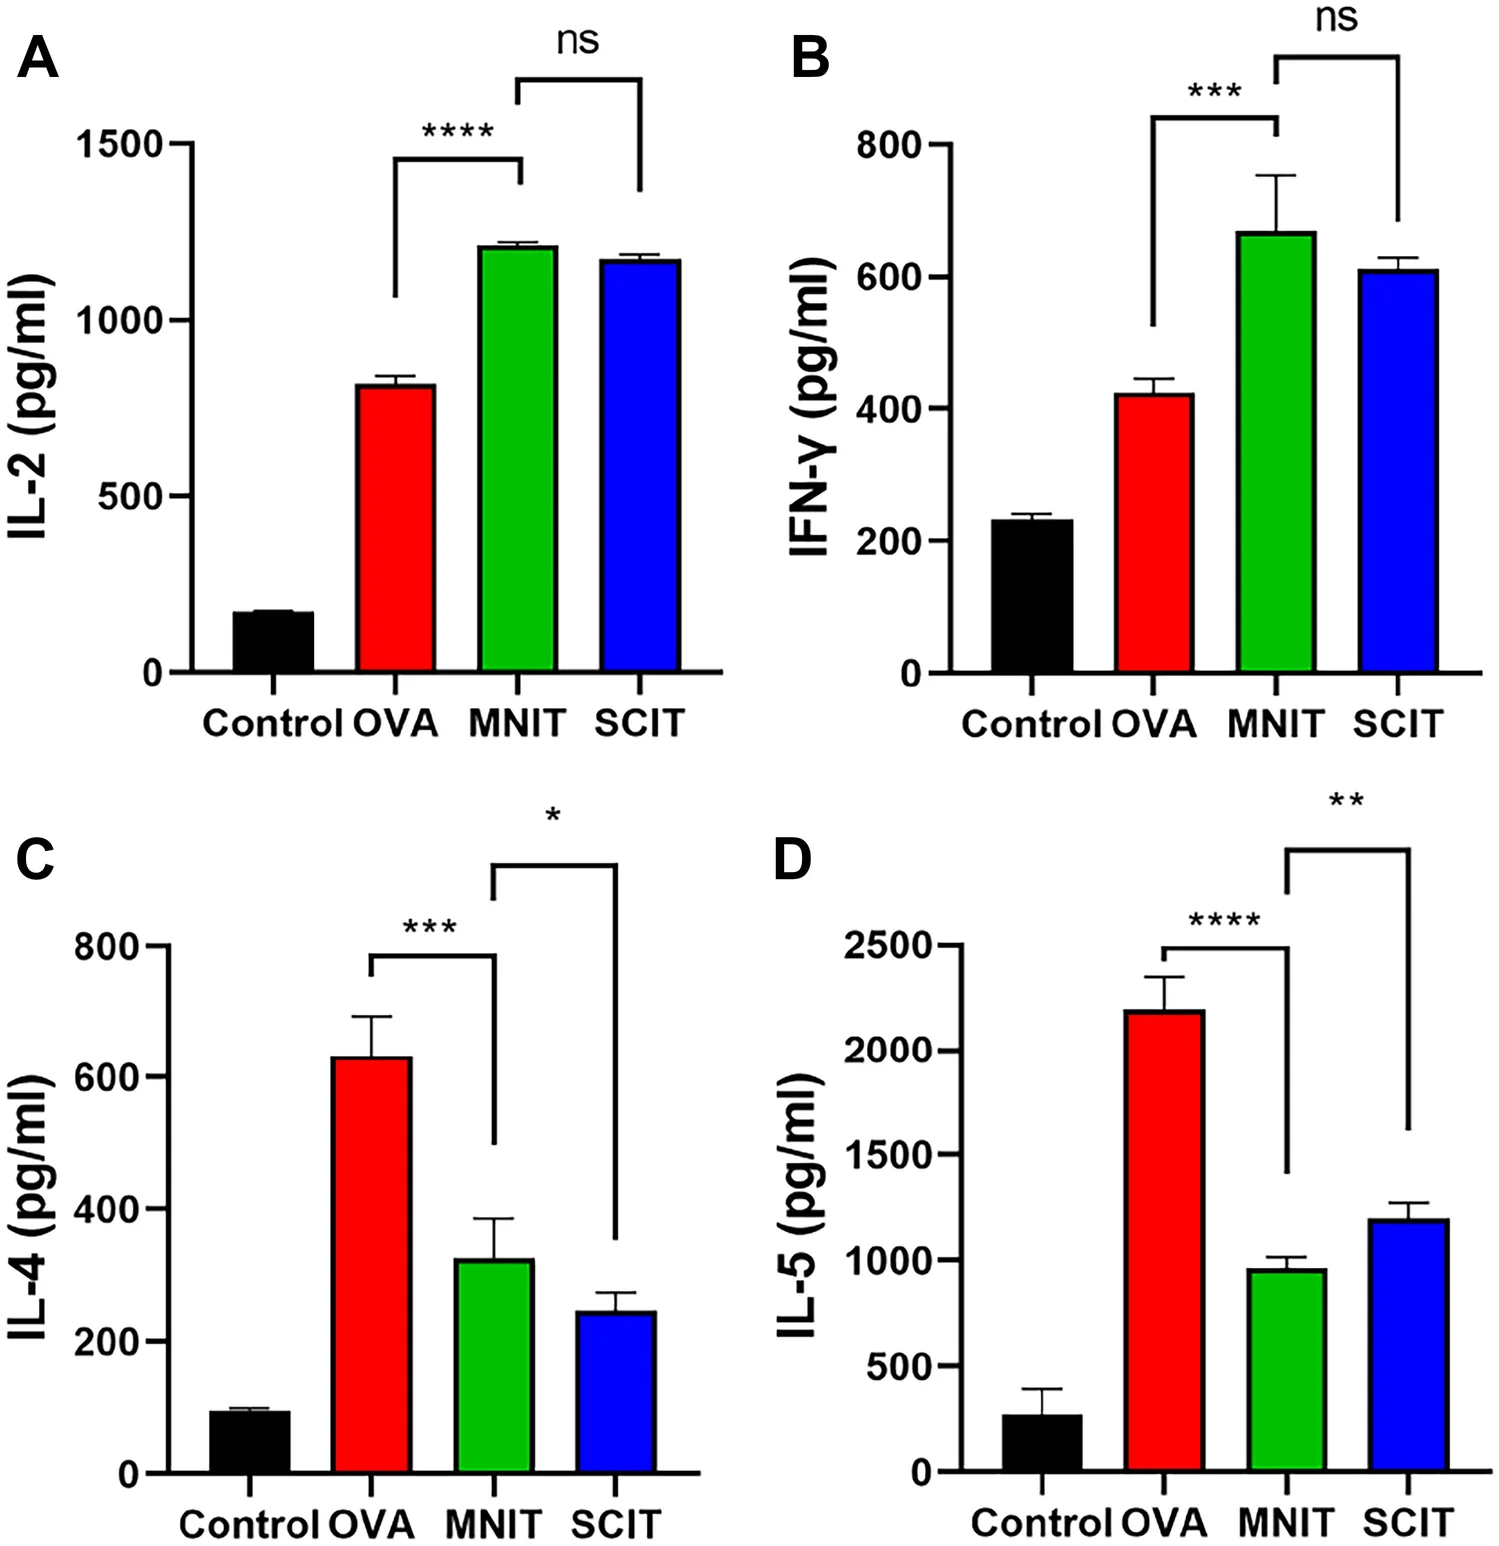 A
ns
****
1500
1000
500
0
IL-2 (pg/ml)
Control OVA MNIT SCIT
B
ns
***
800
600
400
200
0
IFN-γ (pg/ml)
Control OVA MNIT SCIT
C
*
***
800
600
400
200
0
IL-4 (pg/ml)
Control OVA MNIT SCIT
D
**
****
2500
2000
1500
1000
500
0
IL-5 (pg/ml)
Control OVA MNIT SCIT